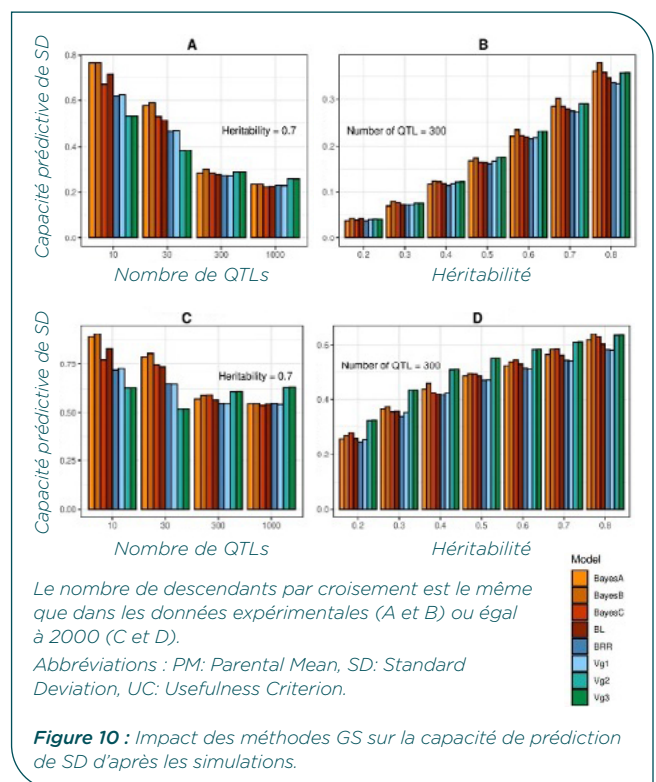 A
Capacité prédictive de SD
0.8
0.6
0.4
0.2
0.0
Heritability = 0.7
10
30
300
1000
Nombre de QTLs
B
Capacité prédictive de SD
0.3
0.2
0.1
0.0
Number of QTL = 300
0.2
0.3
0.4
0.5
0.6
0.7
0.8
Héritabilité
C
Capacité prédictive de SD
0.75
0.50
0.25
0.00
Heritability = 0.7
10
30
300
1000
Nombre de QTLs
D
0.4
0.2
0.0
Number of QTL = 300
0.2
0.3
0.4
0.5
0.6
0.7
0.8
Héritabilité
Model
BayesA
BayesB
BayesC
BL
BRR
Vg1
Vg2
Vg3
Le nombre de descendants par croisement est le même
que dans les données expérimentales (A et B) ou égal
à 2000 (C et D).
Abbréviations : PM: Parental Mean, SD: Standard
Deviation, UC: Usefulness Criterion.
Figure 10 : Impact des méthodes GS sur la capacité de prédiction
de SD d'après les simulations.